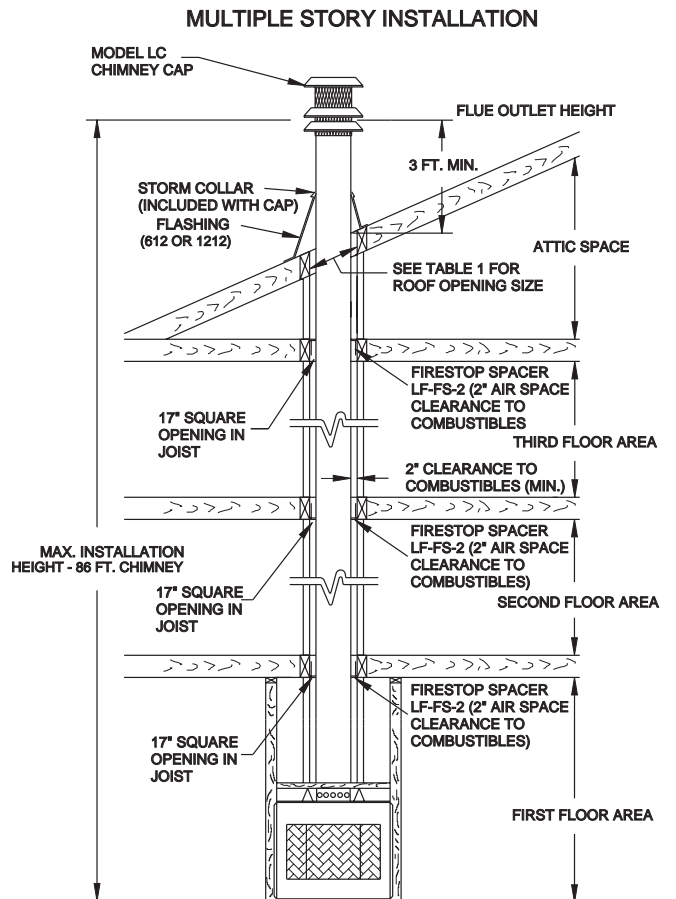 MULTIPLE STORY INSTALLATION
MODEL LC
CHIMNEY CAP
FLUE OUTLET HEIGHT
3 FT. MIN.
STORM COLLAR
(INCLUDED WITH CAP)
FLASHING
(612 OR 1212)
ATTIC SPACE
SEE TABLE 1 FOR
ROOF OPENING SIZE
FIRESTOP SPACER
LF-FS-2 (2" AIR SPACE
CLEARANCE TO
COMBUSTIBLES
17" SQUARE
OPENING IN
JOIST
THIRD FLOOR AREA
2" CLEARANCE TO
COMBUSTIBLES (MIN.)
FIRESTOP SPACER
LF-FS-2 (2" AIR SPACE
CLEARANCE TO
COMBUSTIBLES)
MAX. INSTALLATION
HEIGHT - 86 FT. CHIMNEY
17" SQUARE
OPENING IN
JOIST
SECOND FLOOR AREA
FIRESTOP SPACER
LF-FS-2 (2" AIR SPACE
CLEARANCE TO
COMBUSTIBLES)
17" SQUARE
OPENING IN
JOIST
FIRST FLOOR AREA